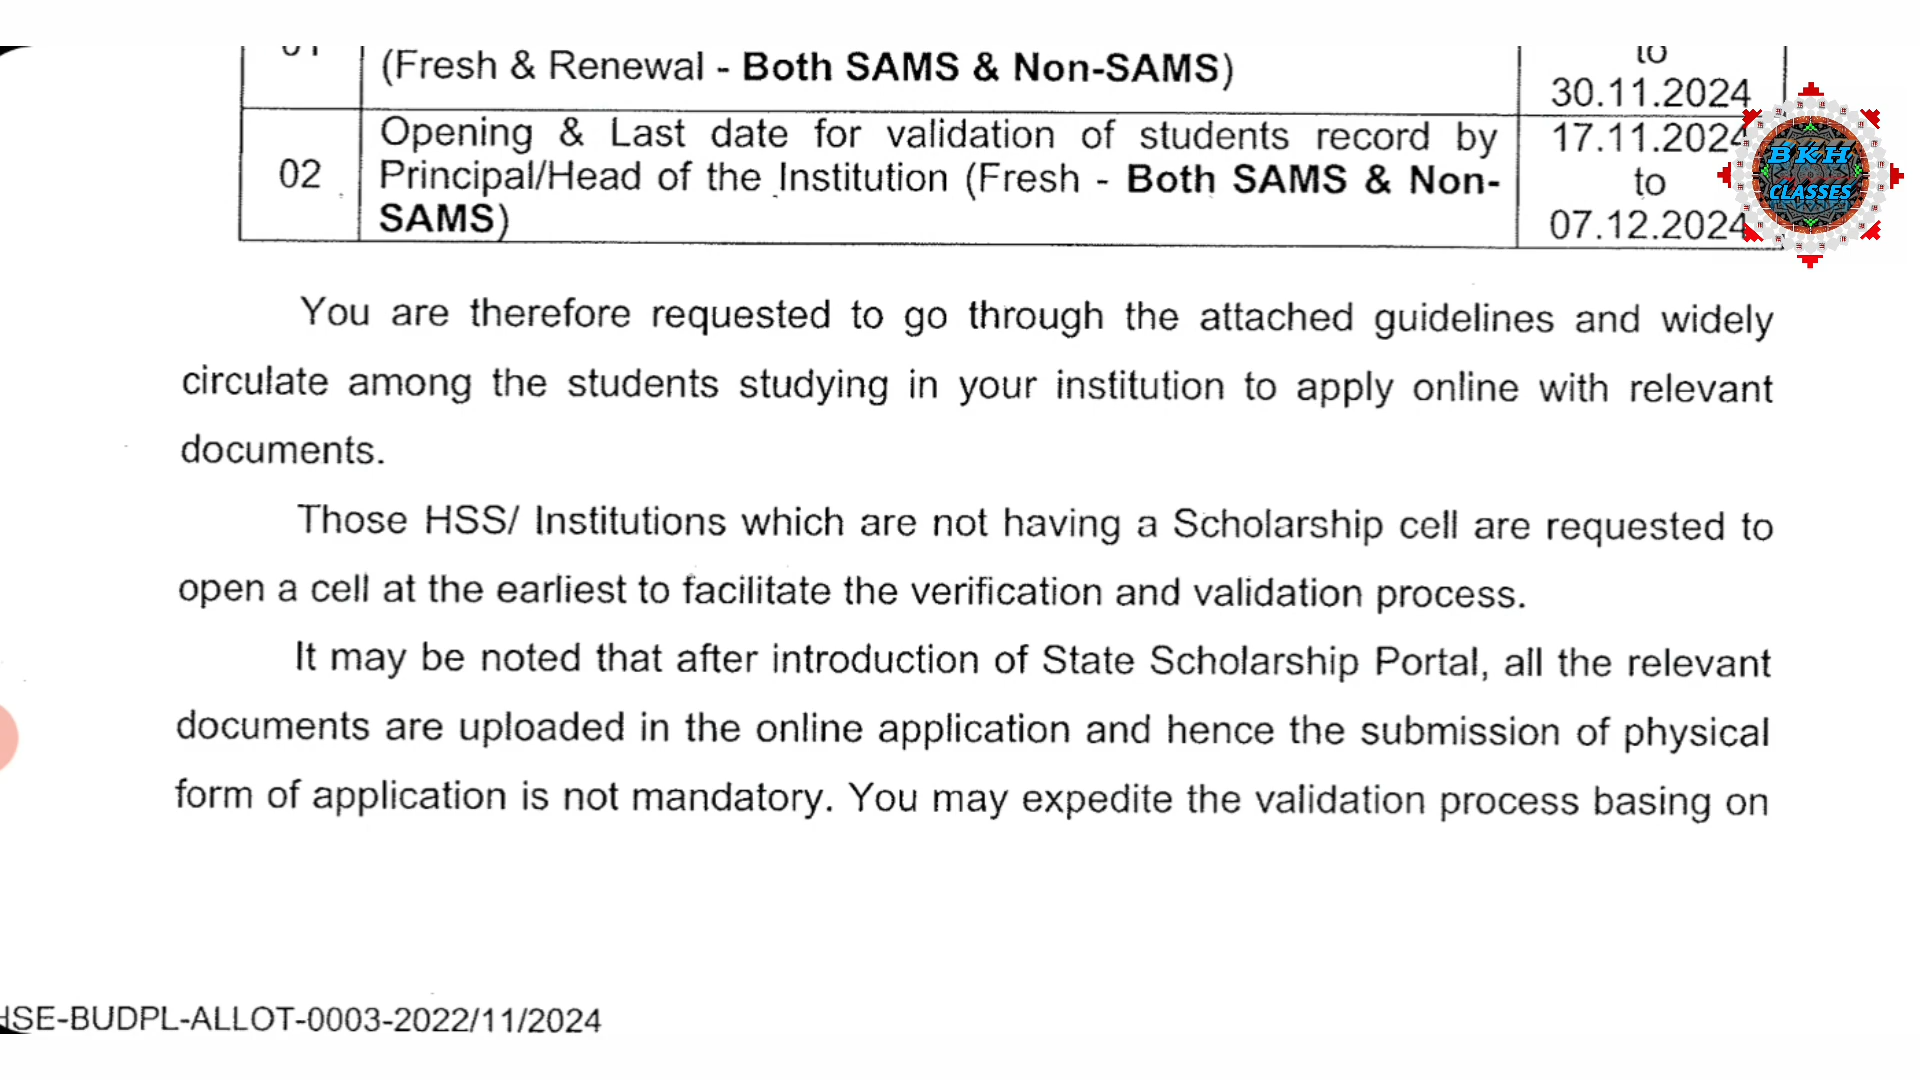 (Fresh & Renewal - Both SAMS & Non-SAMS)
to
30.11.2024
02
Opening & Last date for validation of students record by
Principal/Head of the Institution (Fresh - Both SAMS & Non-
SAMS)
17.11.2024
to
07.12.2024
BKH
CLASSES
You are therefore requested to go through the attached guidelines and widely
circulate among the students studying in your institution to apply online with relevant
documents.
Those HSS/ Institutions which are not having a Scholarship cell are requested to
open a cell at the earliest to facilitate the verification and validation process.
It may be noted that after introduction of State Scholarship Portal, all the relevant
documents are uploaded in the online application and hence the submission of physical
form of application is not mandatory. You may expedite the validation process basing on
HSE-BUDPL-ALLOT-0003-2022/11/2024